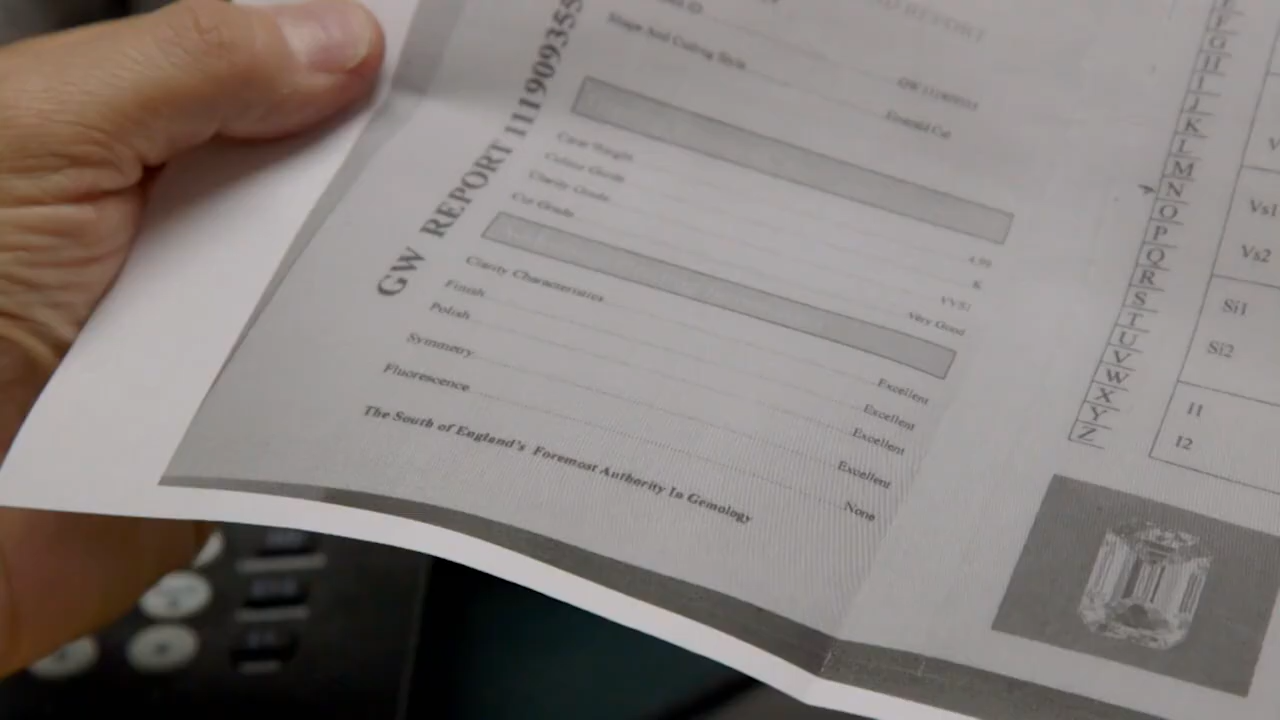 GW REPORT 111909355
Shape And Cutting Style
Emerald Cut
Carat Weight 4.99
Colour Grade K
Clarity Grade VVS1
Cut Grade Very Good
Clarity Characteristics Excellent
Finish Excellent
Polish Excellent
Symmetry Excellent
Fluorescence None
The South of England's Foremost Authority In Gemology
G
H
I
J
K
L
M
N
O
P
Q
R
S
T
U
V
W
X
Y
Z
Vs1
Vs2
Si1
Si2
I1
I2